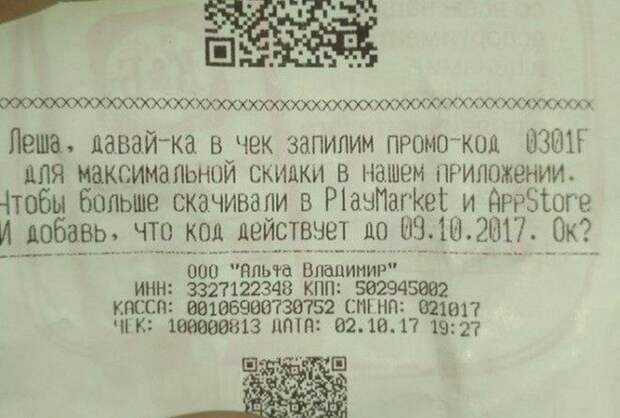 Леша, давай-ка в чек запилим промо-код 0301F
для максимальной скидки в нашем приложении.
Чтобы больше скачивали в PlayMarket и AppStore
И добавь, что код действует до 09.10.2017. Ок?
ООО "Альфа Владимир"
ИНН: 3327122348 КПП: 502945002
КАССА: 00106900730752 СМЕНА: 021017
ЧЕК: 100000813 ДАТА: 02.10.17 19:27